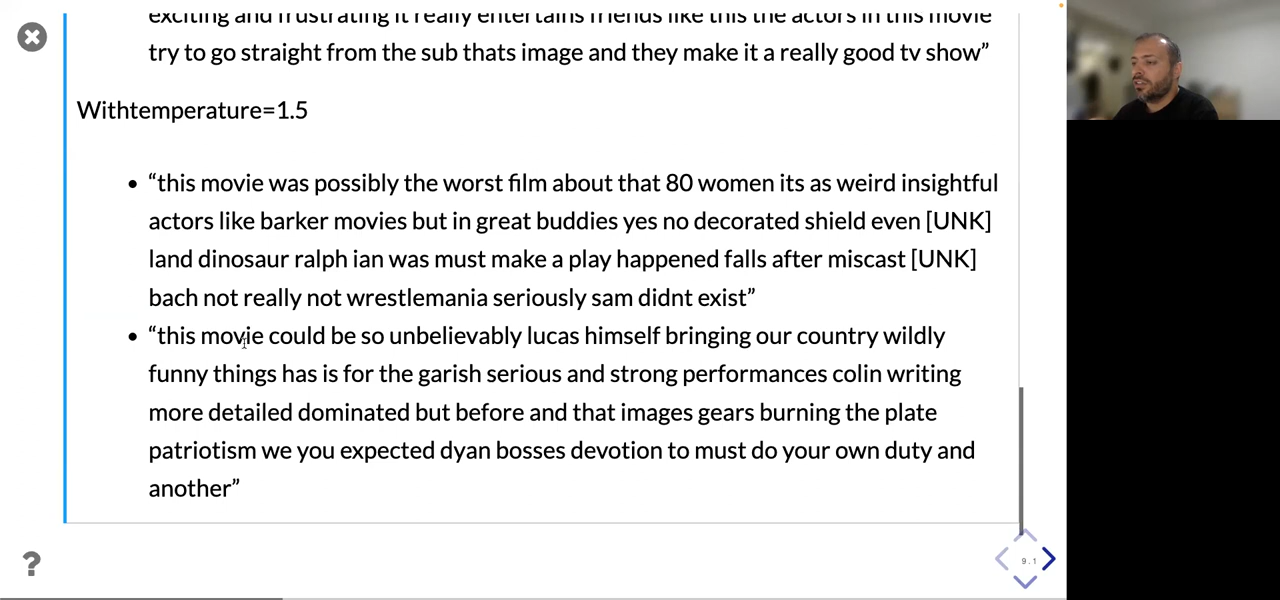 exciting and frustrating it really entertains friends like this the actors in this movie
try to go straight from the sub thats image and they make it a really good tv show”
Withtemperature=1.5
• “this movie was possibly the worst film about that 80 women its as weird insightful
actors like barker movies but in great buddies yes no decorated shield even [UNK]
land dinosaur ralph ian was must make a play happened falls after miscast [UNK]
bach not really not wrestlemania seriously sam didnt exist”
• “this movie could be so unbelievably lucas himself bringing our country wildly
funny things has is for the garish serious and strong performances colin writing
more detailed dominated but before and that images gears burning the plate
patriotism we you expected dyan bosses devotion to must do your own duty and
another”
?
9.1